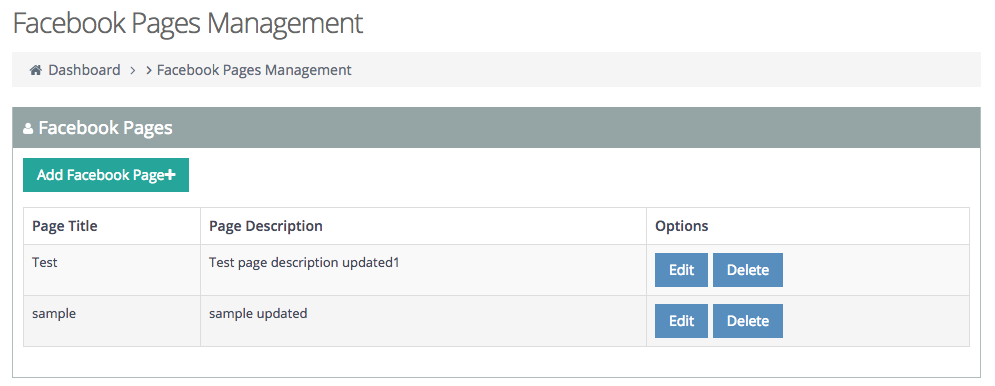 Facebook Pages Management
Dashboard > > Facebook Pages Management
Facebook Pages
Add Facebook Page+
Page Title Page Description Options
Test Test page description updated1 Edit Delete
sample sample updated Edit Delete